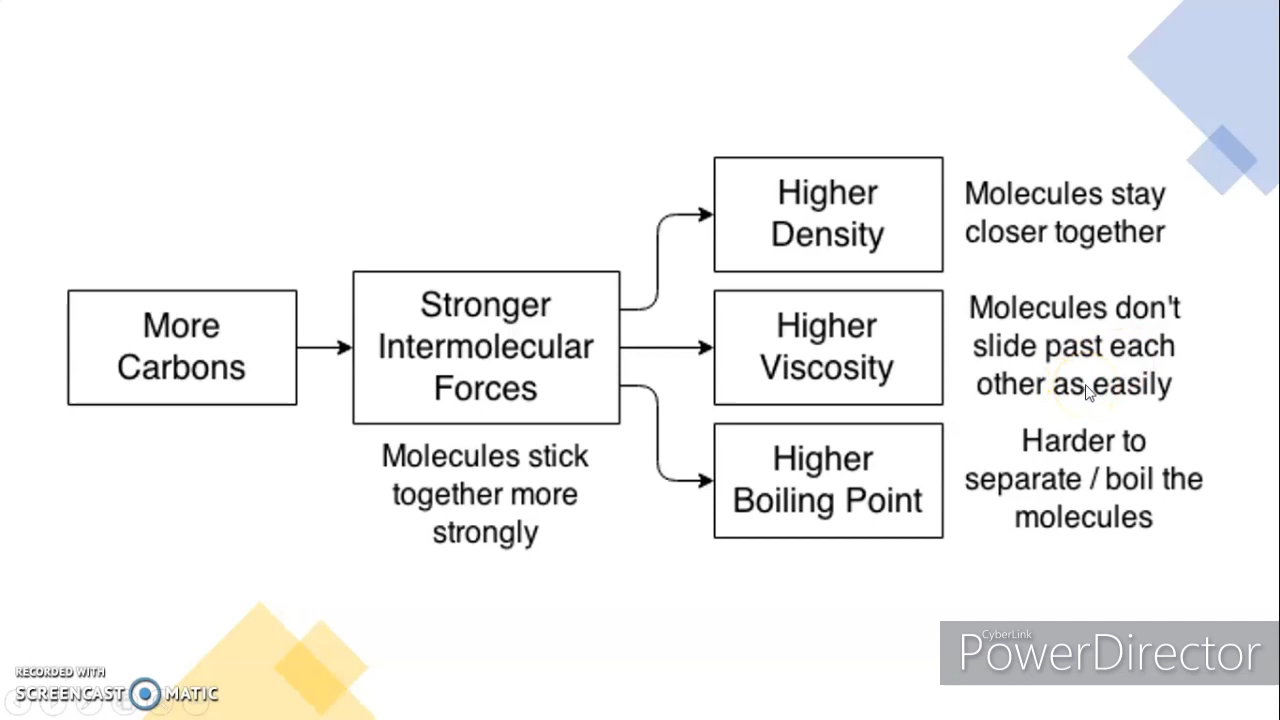 Higher
Density
Molecules stay
closer together
More
Carbons
Stronger
Intermolecular
Forces
Molecules stick
together more
strongly
Higher
Viscosity
Molecules don't
slide past each
other as easily
Higher
Boiling Point
Harder to
separate / boil the
molecules
RECORDED WITH
SCREENCAST MATIC
CyberLink
PowerDirector